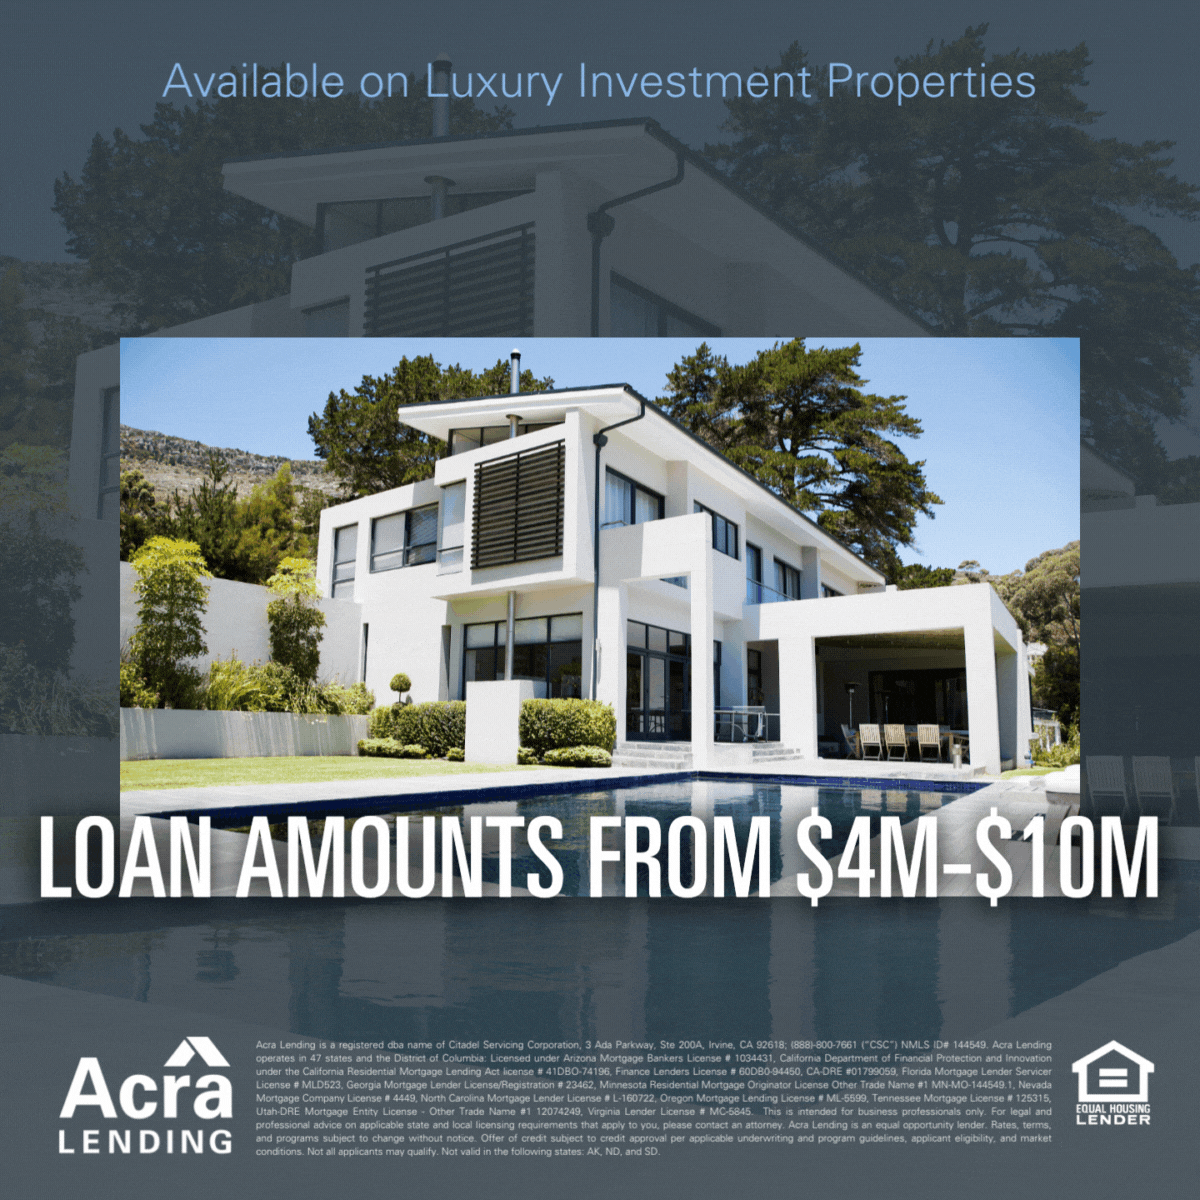 Available on Luxury Investment Properties
LOAN AMOUNTS FROM $4M-$10M
Acra
LENDING
Acra Lending is a registered dba name of Citadel Servicing Corporation, 3 Ada Parkway, Ste 200A, Irvine, CA 92618; (888)-800-7661 ("CSC") NMLS ID# 144549. Acra Lending
operates in 47 states and the District of Columbia: Licensed under Arizona Mortgage Bankers License # 1034431, California Department of Financial Protection and Innovation
under the California Residential Mortgage Lending Act license # 41DBO-74196, Finance Lenders License # 60DB0-94450, CA-DRE #01799059, Florida Mortgage Lender Servicer
License # MLD523, Georgia Mortgage Lender License/Registration # 23462, Minnesota Residential Mortgage Originator License Other Trade Name #1 MN-MO-144549.1, Nevada
Mortgage Company License # 4449, North Carolina Mortgage Lender License # L-160722, Oregon Mortgage Lending License # ML-5599, Tennessee Mortgage License # 125315,
Utah-DRE Mortgage Entity License - Other Trade Name #1 12074249, Virginia Lender License # MC-5845. This is intended for business professionals only. For legal and
professional advice on applicable state and local licensing requirements that apply to you, please contact an attorney. Acra Lending is an equal opportunity lender. Rates, terms,
and programs subject to change without notice. Offer of credit subject to credit approval per applicable underwriting and program guidelines, applicant eligibility, and market
conditions. Not all applicants may qualify. Not valid in the following states: AK, ND, and SD.
EQUAL HOUSING
LENDER